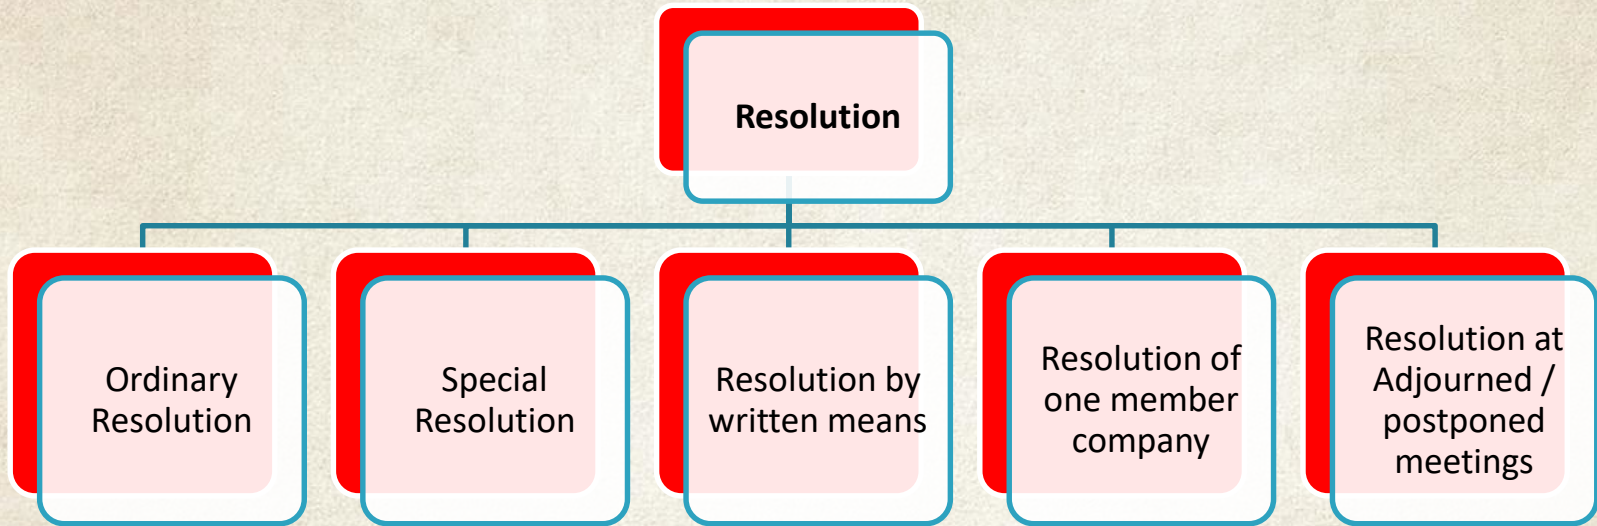 Resolution
Ordinary
Resolution
Special
Resolution
Resolution by
written means
Resolution of
one member
company
Resolution at
Adjourned /
postponed
meetings